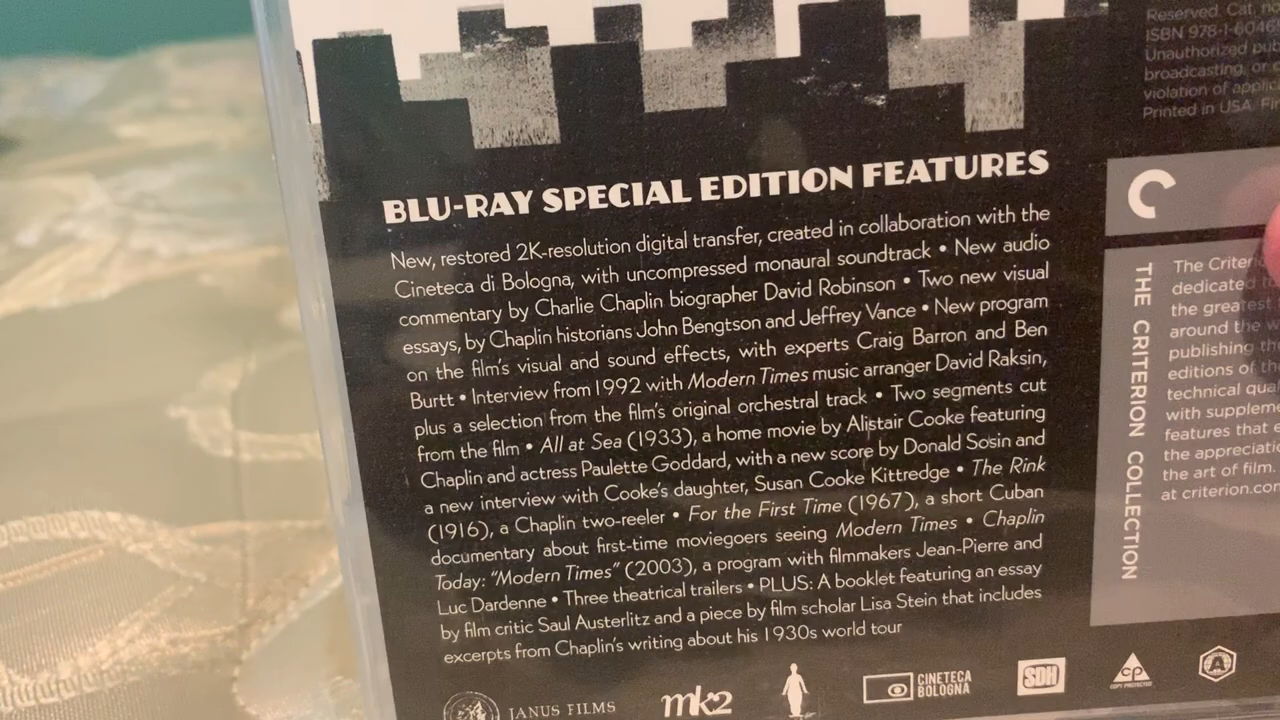 Reserved. Cat. no
ISBN 978-1-6046
Unauthorized
broadcasting, or
violation of
Printed in USA.
BLU-RAY SPECIAL EDITION FEATURES
New, restored 2K-resolution digital transfer, created in collaboration with the
Cineteca di Bologna, with uncompressed monaural soundtrack • New audio
commentary by Charlie Chaplin biographer David Robinson • Two new visual
essays, by Chaplin historians John Bengtson and Jeffrey Vance • New program
on the film's visual and sound effects, with experts Craig Barron and Ben
Burtt • Interview from 1992 with Modern Times music arranger David Raksin,
plus a selection from the film's original orchestral track • Two segments cut
from the film • All at Sea (1933), a home movie by Alistair Cooke featuring
Chaplin and actress Paulette Goddard, with a new score by Donald Sosin and
a new interview with Cooke's daughter, Susan Cooke Kittredge • The Rink
(1916), a Chaplin two-reeler • For the First Time (1967), a short Cuban
documentary about first-time moviegoers seeing Modern Times • Chaplin
Today: "Modern Times" (2003), a program with filmmakers Jean-Pierre and
Luc Dardenne • Three theatrical trailers • PLUS: A booklet featuring an essay
by film critic Saul Austerlitz and a piece by film scholar Lisa Stein that includes
excerpts from Chaplin's writing about his 1930s world tour
THE CRITERION COLLECTION
The Criter
dedicated
the greatest
around the
publishing
editions of
technical
with
features that
the
the art of film.
at criterion.com
JANUS FILMS
mk2
CINETECA
BOLOGNA
SDH
CP
COPY PROTECTED
A